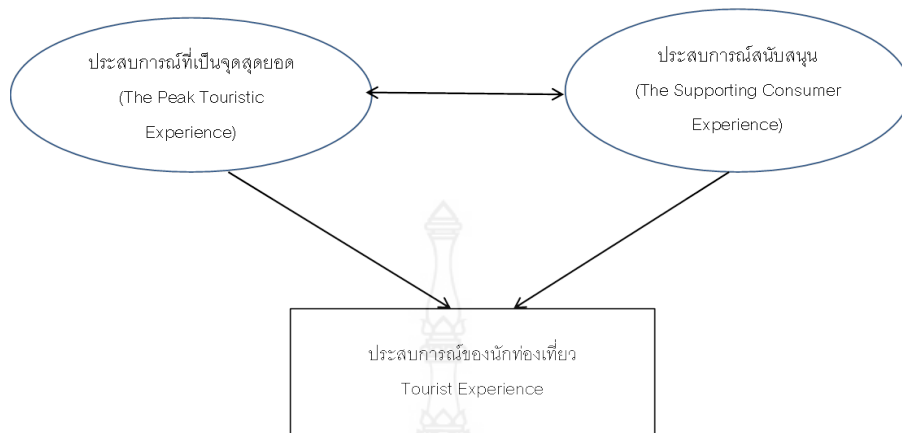 ประสบการณ์ที่เป็นจุดสุดยอด
(The Peak Touristic
Experience)
ประสบการณ์สนับสนุน
(The Supporting Consumer
Experience)
ประสบการณ์ของนักท่องเที่ยว
Tourist Experience